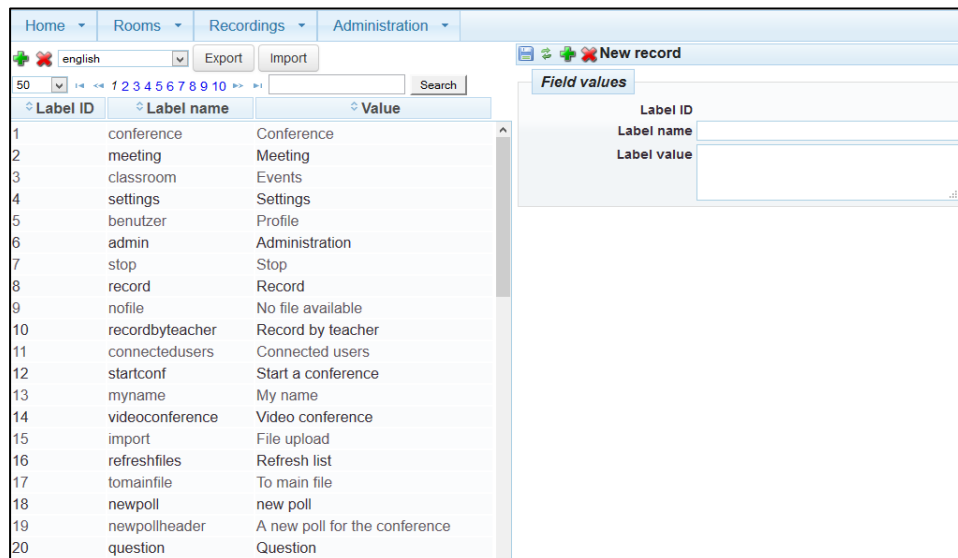 Home Rooms Recordings Administration
english Export Import
50 1 2 3 4 5 6 7 8 9 10 Search
Label ID Label name Value
1 conference Conference
2 meeting Meeting
3 classroom Events
4 settings Settings
5 benutzer Profile
6 admin Administration
7 stop Stop
8 record Record
9 nofile No file available
10 recordbyteacher Record by teacher
11 connectedusers Connected users
12 startconf Start a conference
13 myname My name
14 videoconference Video conference
15 import File upload
16 refreshfiles Refresh list
17 tomainfile To main file
18 newpoll new poll
19 newpollheader A new poll for the conference
20 question Question
New record
Field values
Label ID
Label name
Label value